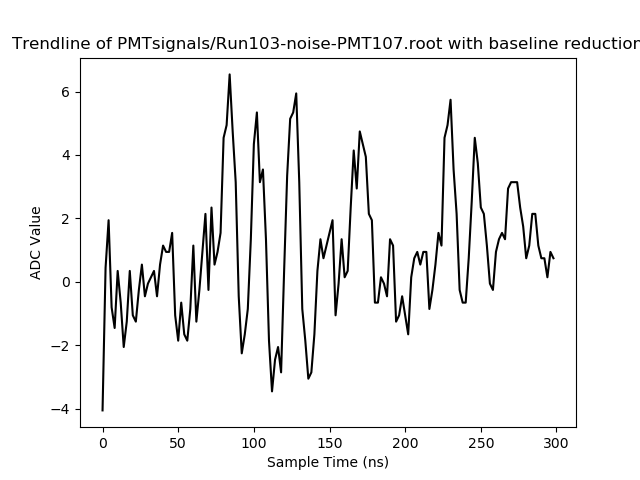 Trendline of PMTsignals/Run103-noise-PMT107.root with baseline reduction
6
4
2
0
−2
−4
ADC Value
0 50 100 150 200 250 300
Sample Time (ns)